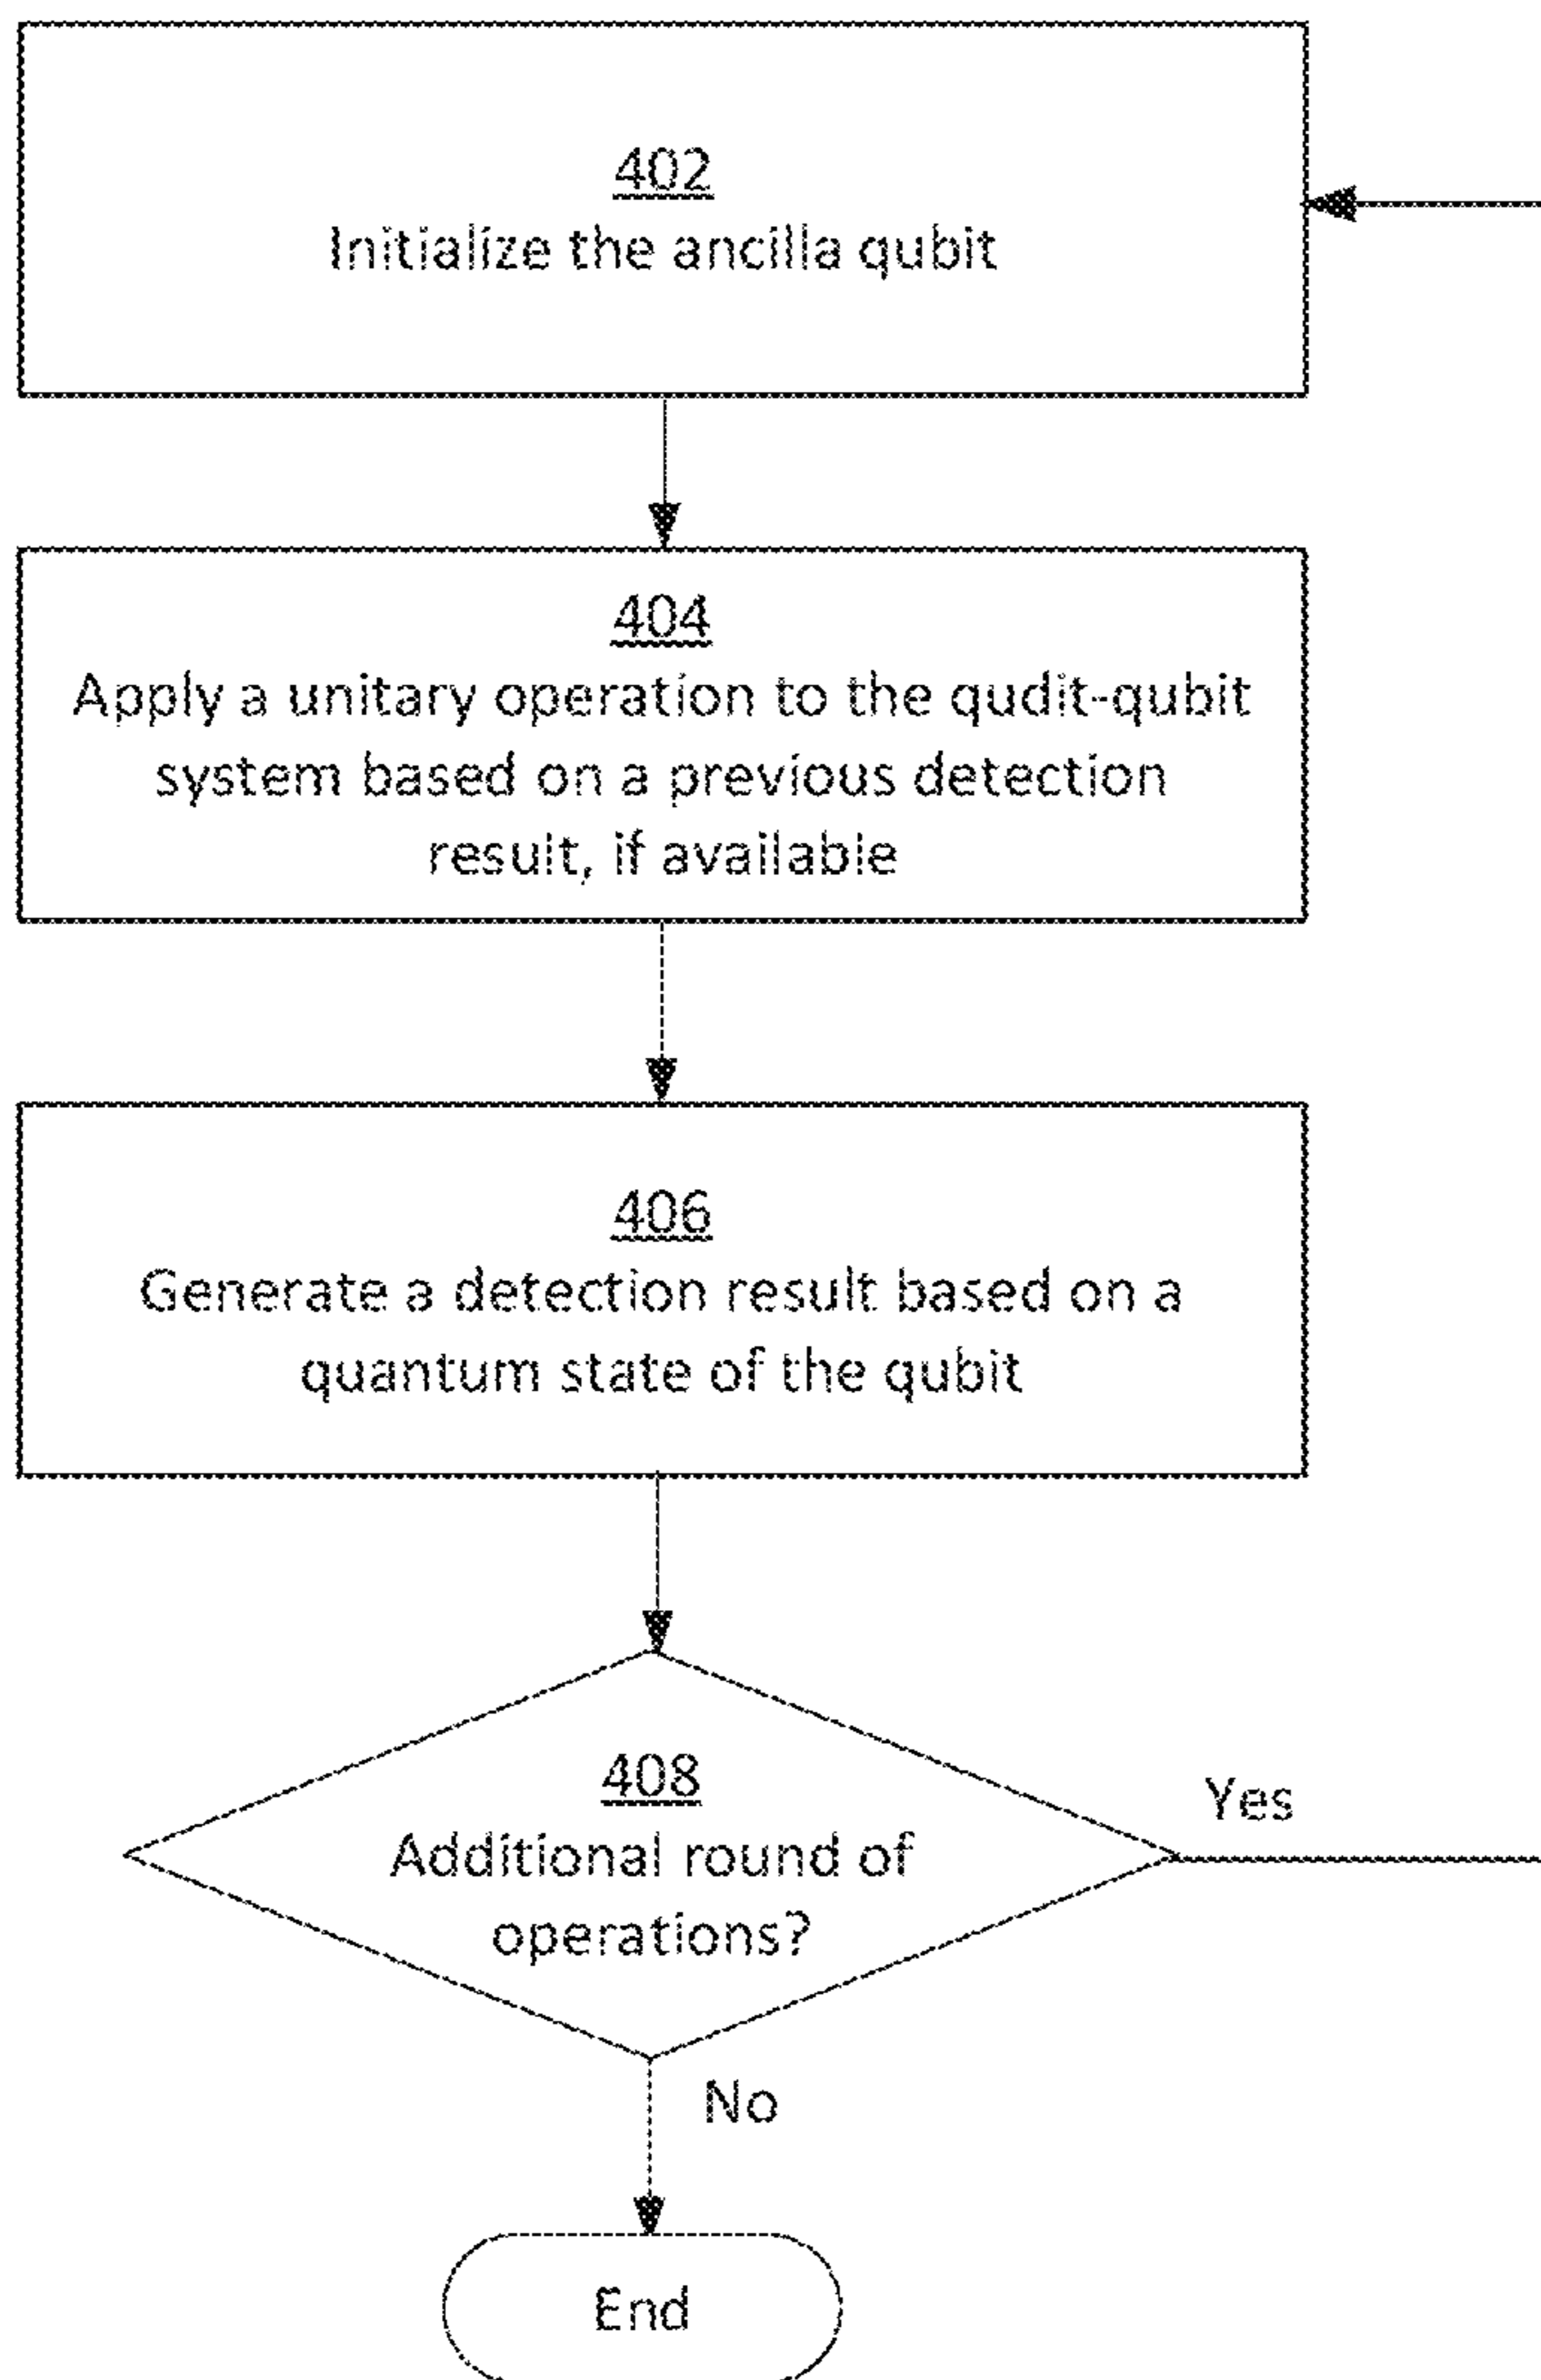 402
Initialize the ancilla qubit
404
Apply a unitary operation to the qudit-qubit
system based on a previous detection
result, if available
406
Generate a detection result based on a
quantum state of the qubit
408
Additional round of
operations?
Yes
No
End